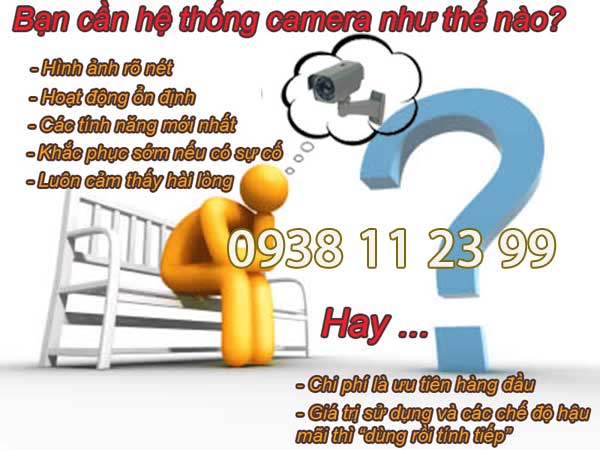 Bạn cần hệ thống camera như thế nào?
- Hình ảnh rõ nét
- Hoạt động ổn định
- Các tính năng mới nhất
- Khắc phục sớm nếu có sự cố
- Luôn cảm thấy hài lòng
0938 11 23 99
Hay ...
- Chi phí là ưu tiên hàng đầu
- Giá trị sử dụng và các chế độ hậu
mãi thì "dùng rồi tính tiếp"